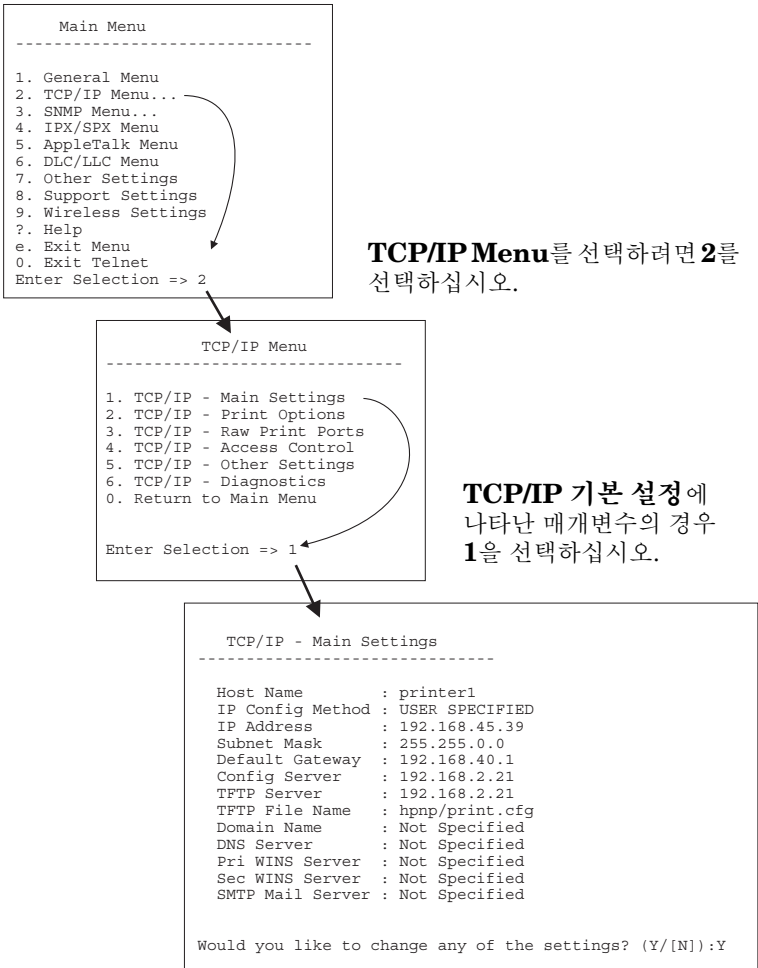 Main Menu
-------------------------------
1. General Menu
2. TCP/IP Menu...
3. SNMP Menu...
4. IPX/SPX Menu
5. AppleTalk Menu
6. DLC/LLC Menu
7. Other Settings
8. Support Settings
9. Wireless Settings
?. Help
e. Exit Menu
0. Exit Telnet
Enter Selection => 2
TCP/IP Menu를 선택하려면 2를
선택하십시오.
TCP/IP Menu
-------------------------------
1. TCP/IP - Main Settings
2. TCP/IP - Print Options
3. TCP/IP - Raw Print Ports
4. TCP/IP - Access Control
5. TCP/IP - Other Settings
6. TCP/IP - Diagnostics
0. Return to Main Menu
Enter Selection => 1
TCP/IP 기본 설정에
나타난 매개변수의 경우
1을 선택하십시오.
TCP/IP - Main Settings
-------------------------------
Host Name : printer1
IP Config Method : USER SPECIFIED
IP Address : 192.168.45.39
Subnet Mask : 255.255.0.0
Default Gateway : 192.168.40.1
Config Server : 192.168.2.21
TFTP Server : 192.168.2.21
TFTP File Name : hpnp/print.cfg
Domain Name : Not Specified
DNS Server : Not Specified
Pri WINS Server : Not Specified
Sec WINS Server : Not Specified
SMTP Mail Server : Not Specified
Would you like to change any of the settings? (Y/[N]):Y